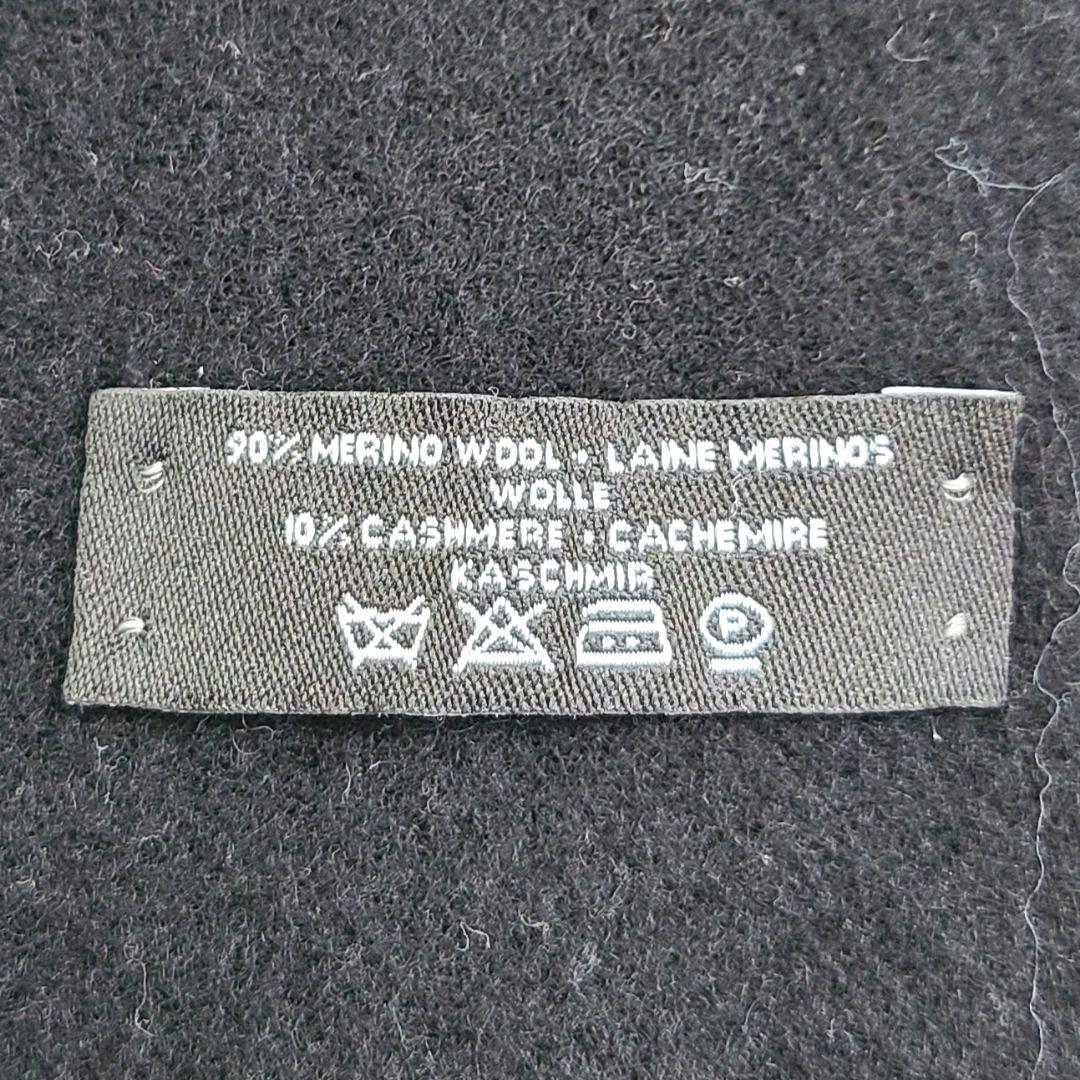 90% MERINO WOOL • LAINE MERINOS
WOLLE
10% CASHMERE • CACHEMIRE
KASCHMIR
P